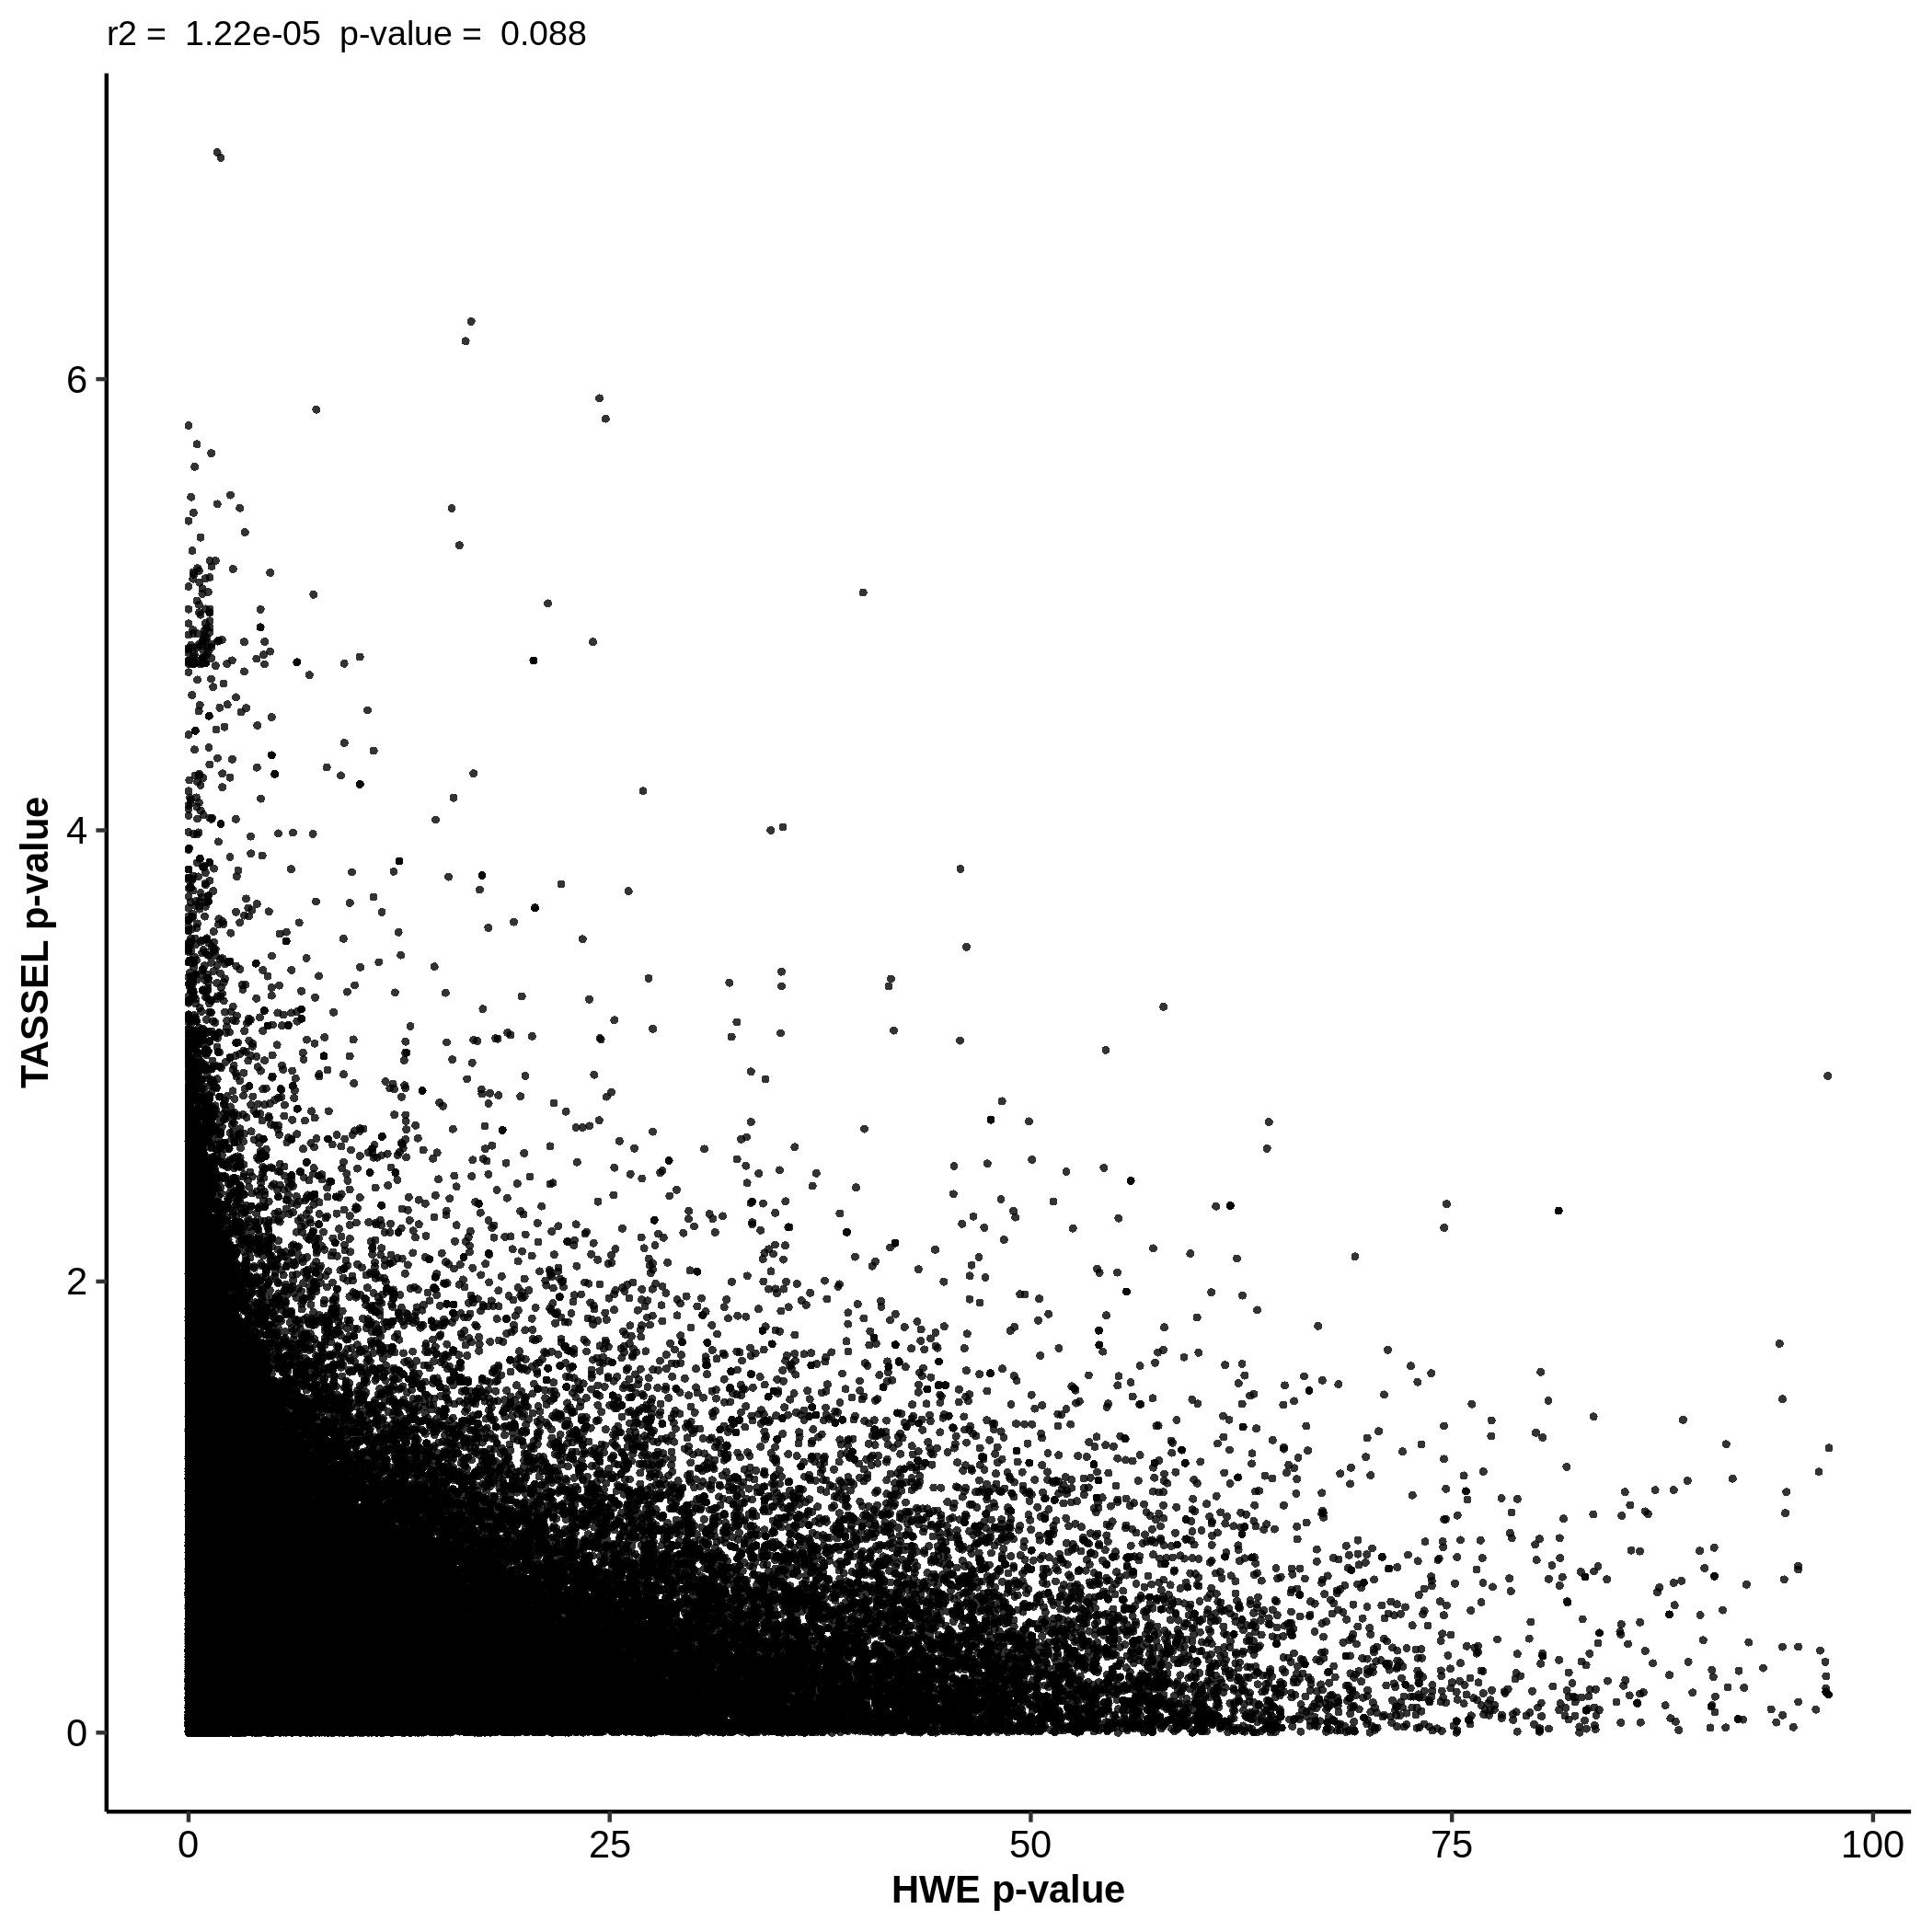 r2 =  1.22e-05  p-value =  0.088
6
4
2
0
TASSEL p-value
0 25 50 75 100
HWE p-value